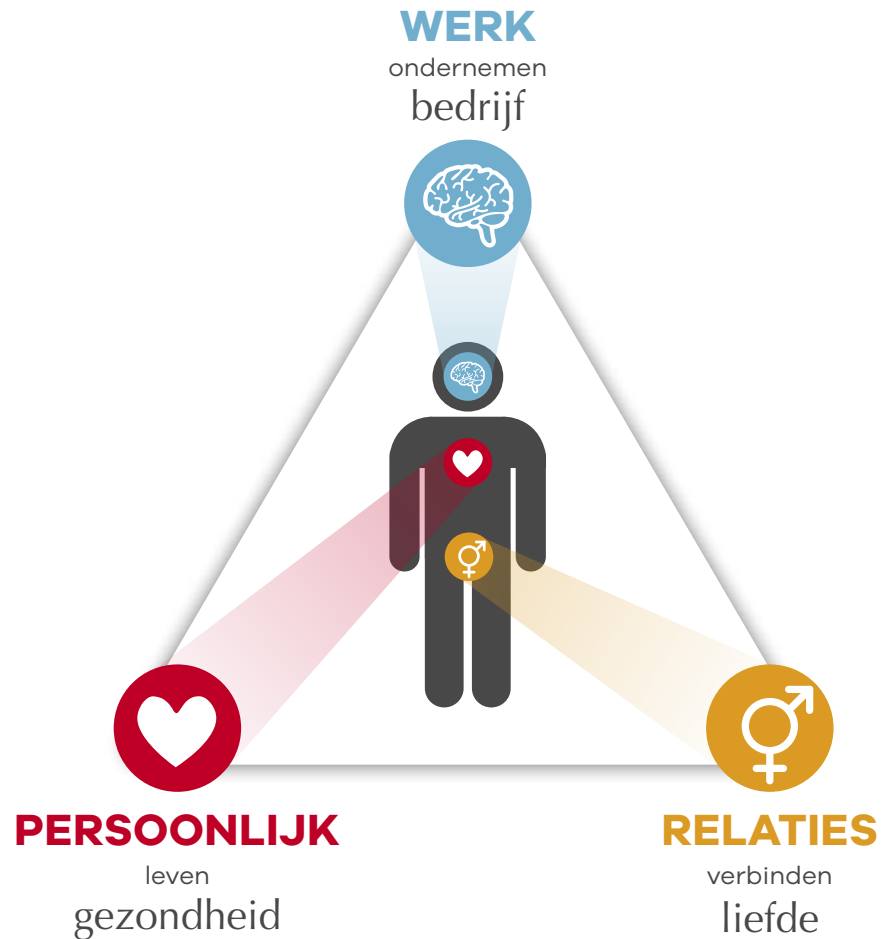 WERK
ondernemen
bedrijf
PERSOONLIJK
leven
gezondheid
RELATIES
verbinden
liefde